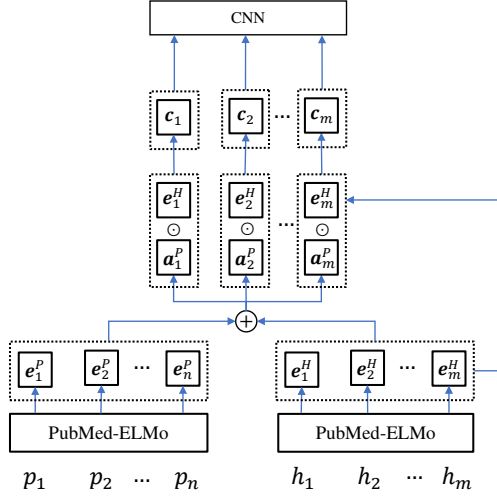 CNN
c₁ c₂ ... cₘ
e₁ᴴ e₂ᴴ ... eₘᴴ
⊙ ⊙ ⊙
a₁ᴾ a₂ᴾ aₘᴾ
+
e₁ᴾ e₂ᴾ ... eₙᴾ e₁ᴴ e₂ᴴ ... eₘᴴ
PubMed-ELMo PubMed-ELMo
p₁ p₂ ... pₙ h₁ h₂ ... hₘ